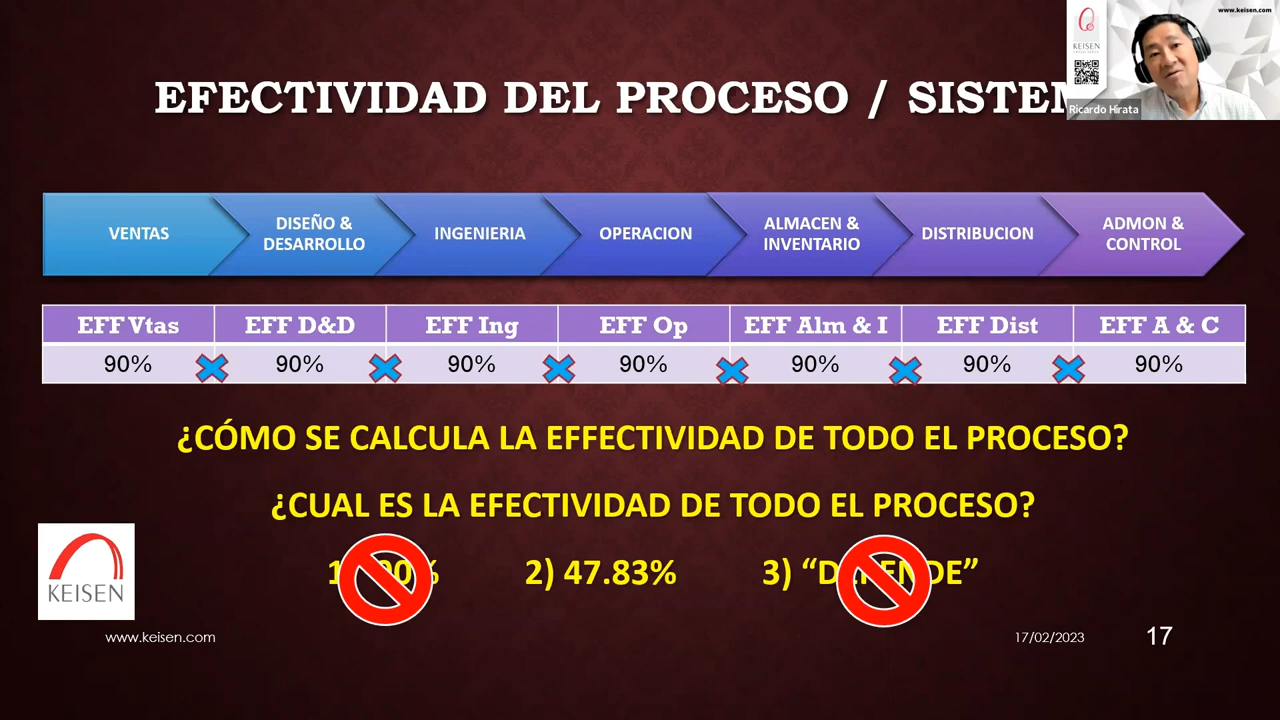 www.keisen.com
KEISEN
Ricardo Hirata
EFECTIVIDAD DEL PROCESO / SISTEM
VENTAS
DISEÑO &
DESARROLLO
INGENIERIA
OPERACION
ALMACEN &
INVENTARIO
DISTRIBUCION
ADMON &
CONTROL
EFF Vtas EFF D&D EFF Ing EFF Op EFF Alm & I EFF Dist EFF A & C
90% 90% 90% 90% 90% 90% 90%
¿CÓMO SE CALCULA LA EFFECTIVIDAD DE TODO EL PROCESO?
¿CUAL ES LA EFECTIVIDAD DE TODO EL PROCESO?
2) 47.83% 3) “DEPENDE”
KEISEN
www.keisen.com 17/02/2023 17